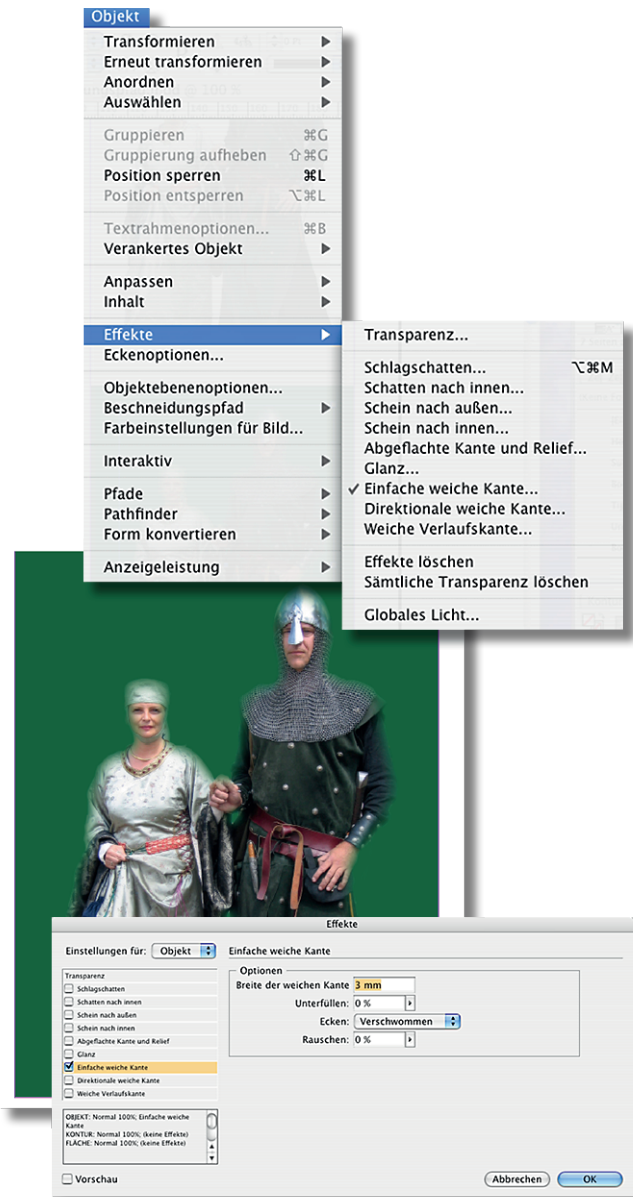 Objekt
Transformieren
Erneut transformieren
Anordnen
Auswählen
Gruppieren ⌘G
Gruppierung aufheben ⇧⌘G
Position sperren ⌘L
Position entsperren ⌥⌘L
Textrahmenoptionen... ⌘B
Verankertes Objekt
Anpassen
Inhalt
Effekte
Eckenoptionen...
Objektebenenoptionen...
Beschneidungspfad
Farbeinstellungen für Bild...
Interaktiv
Pfade
Pathfinder
Form konvertieren
Anzeigeleistung
Transparenz...
Schlagschatten... ⌥⌘M
Schatten nach innen...
Schein nach außen...
Schein nach innen...
Abgeflachte Kante und Relief...
Glanz...
✓ Einfache weiche Kante...
Direktionale weiche Kante...
Weiche Verlaufskante...
Effekte löschen
Sämtliche Transparenz löschen
Globales Licht...
Effekte
Einstellungen für: Objekt
Transparenz
Schlagschatten
Schatten nach innen
Schein nach außen
Schein nach innen
Abgeflachte Kante und Relief
Glanz
Einfache weiche Kante
Direktionale weiche Kante
Weiche Verlaufskante
OBJEKT: Normal 100%; Einfache weiche
Kante
KONTUR: Normal 100%; (keine Effekte)
FLÄCHE: Normal 100%; (keine Effekte)
Vorschau
Einfache weiche Kante
Optionen
Breite der weichen Kante 3 mm
Unterfüllen: 0 %
Ecken: Verschwommen
Rauschen: 0 %
Abbrechen OK